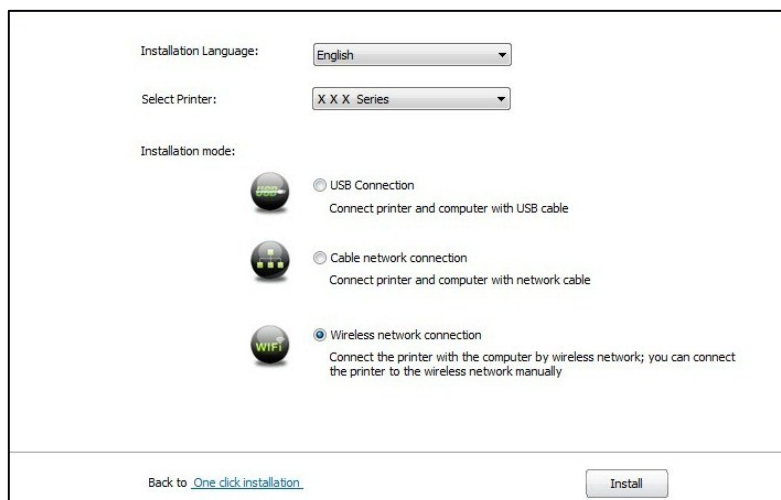 Installation Language: English
Select Printer: X X X Series
Installation mode:
USB
USB Connection
Connect printer and computer with USB cable
Cable network connection
Connect printer and computer with network cable
WiFi
Wireless network connection
Connect the printer with the computer by wireless network; you can connect
the printer to the wireless network manually
Back to One click installation
Install